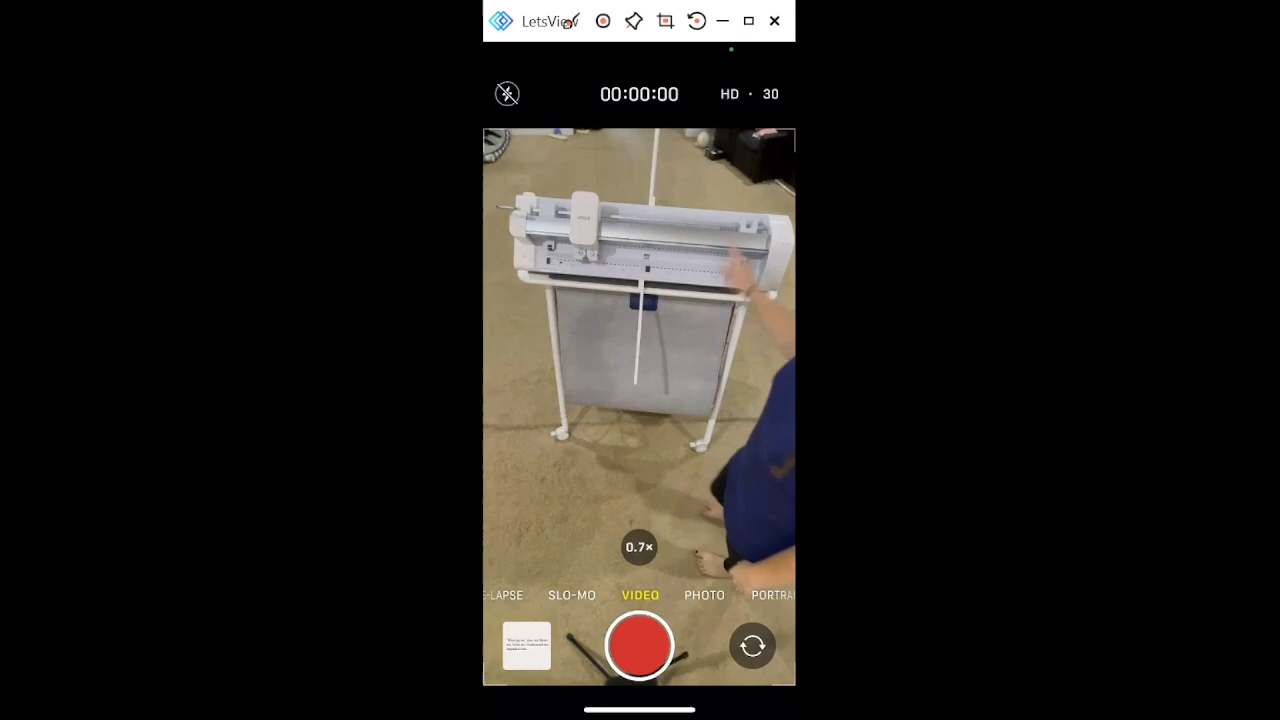 LetsView
00:00:00
HD · 30
0.7×
E-LAPSE SLO-MO VIDEO PHOTO PORTRA